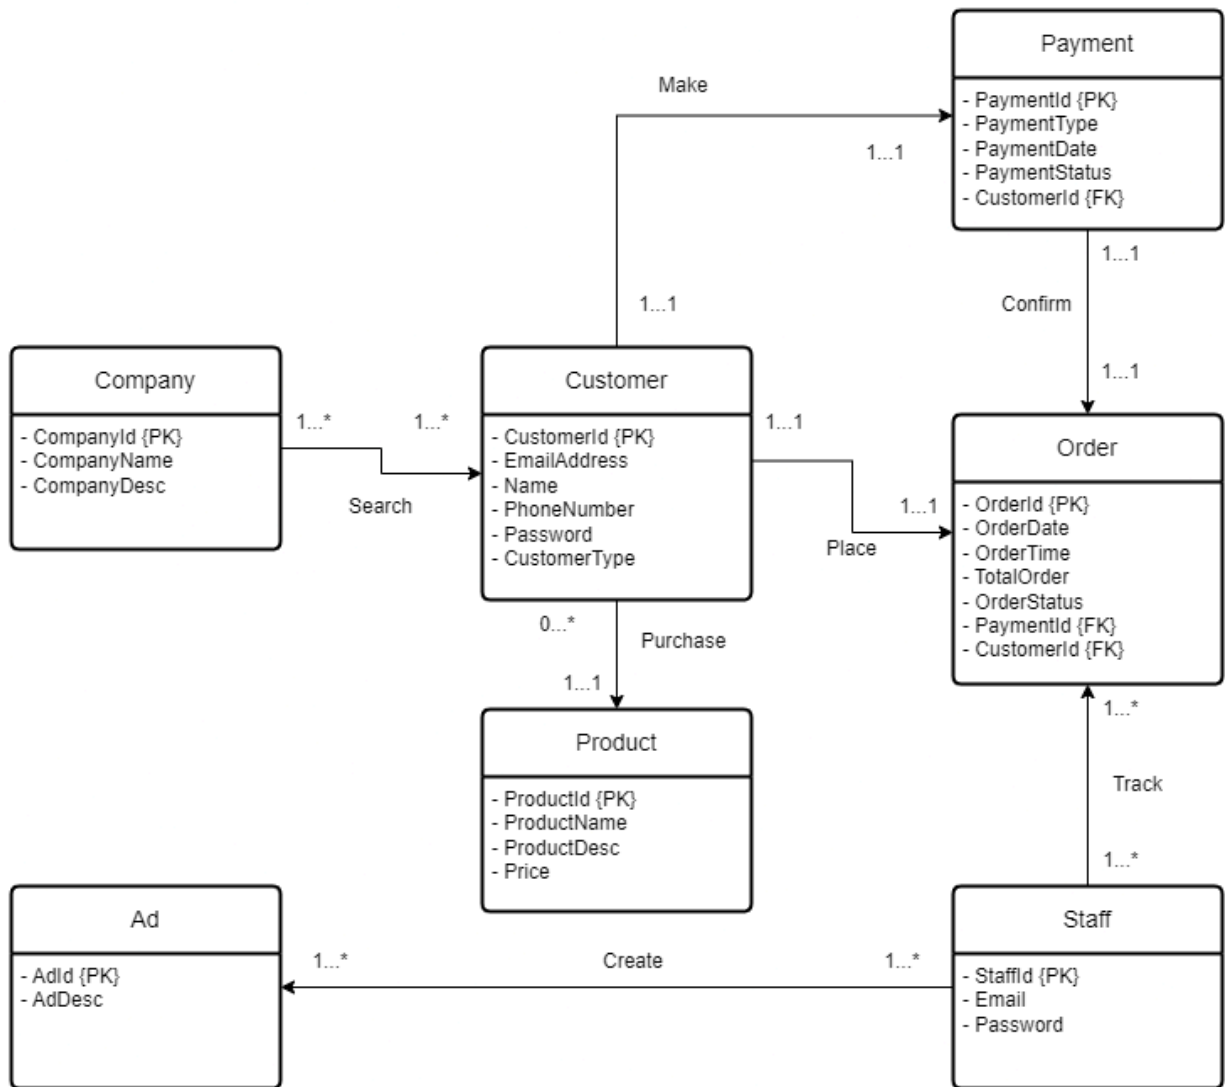 Payment
- PaymentId {PK}
- PaymentType
- PaymentDate
- PaymentStatus
- CustomerId {FK}
Make
1...1
1...1
1...1
Confirm
1...1
Company
- CompanyId {PK}
- CompanyName
- CompanyDesc
1...*
1...*
Search
Customer
- CustomerId {PK}
- EmailAddress
- Name
- PhoneNumber
- Password
- CustomerType
1...1
1...1
Place
Order
- OrderId {PK}
- OrderDate
- OrderTime
- TotalOrder
- OrderStatus
- PaymentId {FK}
- CustomerId {FK}
0...*
Purchase
1...1
Product
- ProductId {PK}
- ProductName
- ProductDesc
- Price
1...*
Track
1...*
Ad
- AdId {PK}
- AdDesc
1...*
Create
1...*
Staff
- StaffId {PK}
- Email
- Password